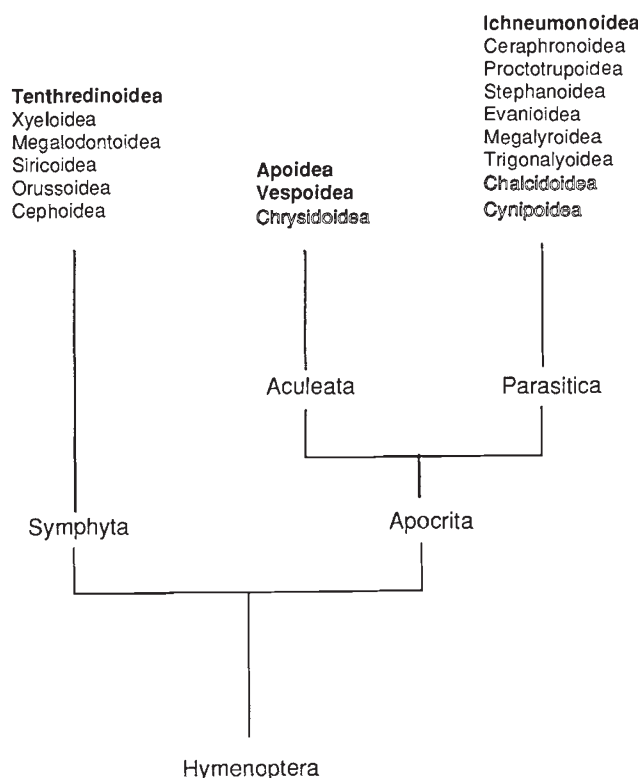 Tenthredinoidea
Xyeloidea
Megalodontoidea
Siricoidea
Orussoidea
Cephoidea
Apoidea
Vespoidea
Chrysidoidea
Ichneumonoidea
Ceraphronoidea
Proctotrupoidea
Stephanoidea
Evanioidea
Megalyroidea
Trigonalyoidea
Chalcidoidea
Cynipoidea
Aculeata
Parasitica
Symphyta
Apocrita
Hymenoptera